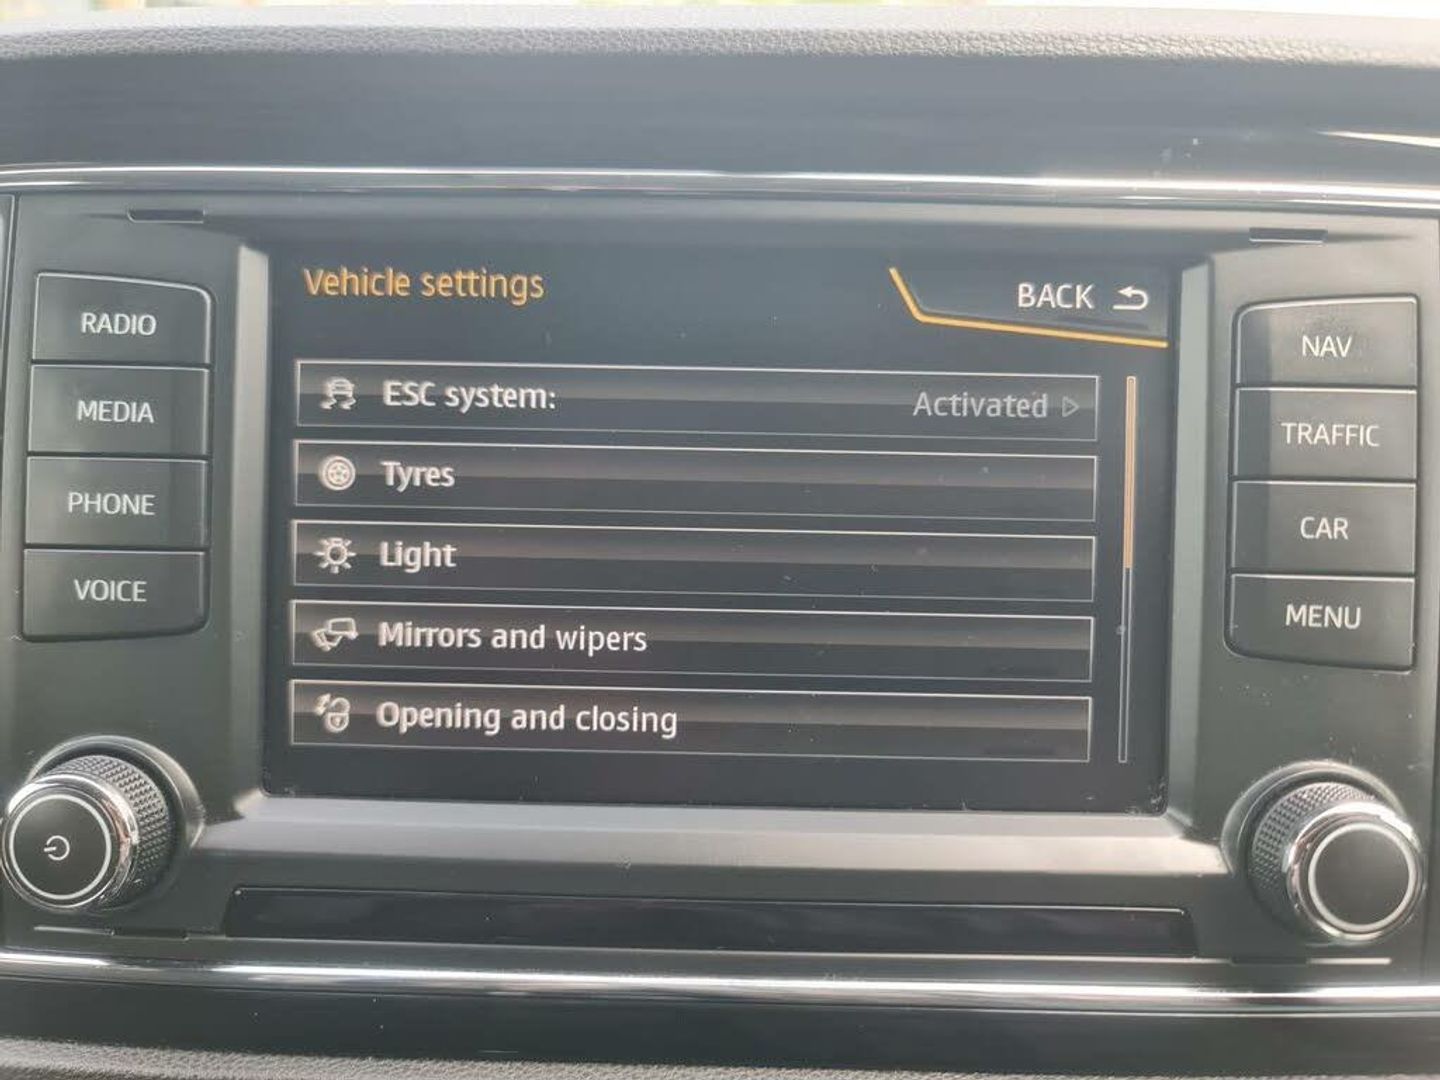 Vehicle settings
BACK
RADIO
MEDIA
PHONE
VOICE
ESC system:
Activated
Tyres
Light
Mirrors and wipers
Opening and closing
NAV
TRAFFIC
CAR
MENU